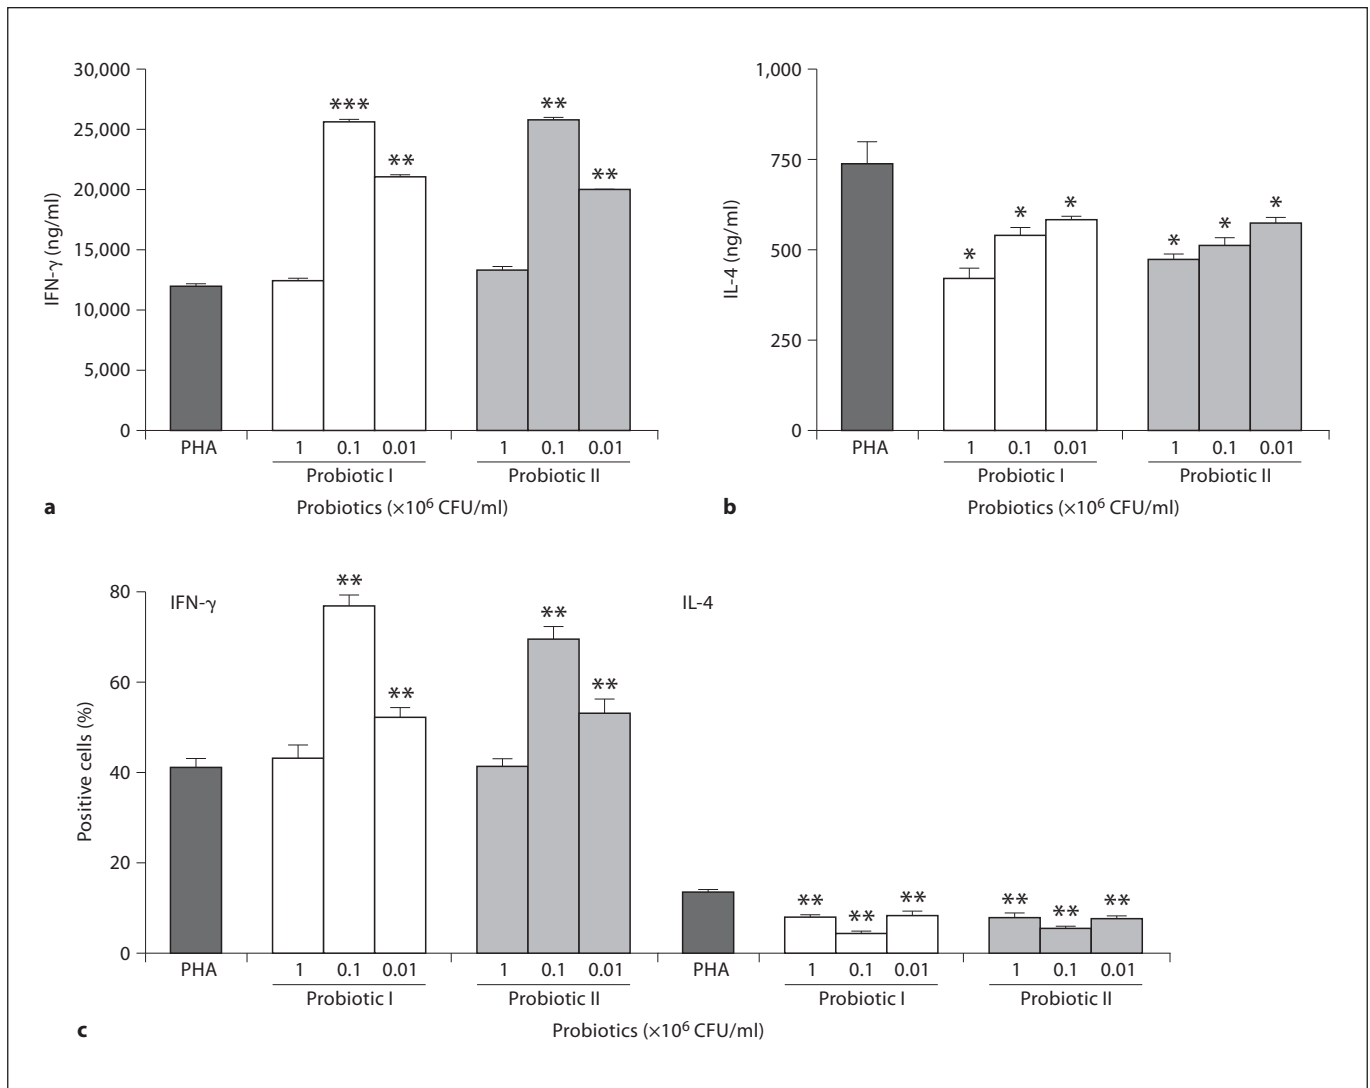 30,000
25,000
20,000
15,000
10,000
5,000
0
IFN-γ (ng/ml)
***
**
**
**
PHA
1 0.1 0.01
1 0.1 0.01
Probiotic I
Probiotic II
a
Probiotics (×10⁶ CFU/ml)
1,000
750
500
250
0
IL-4 (ng/ml)
*
*
*
*
*
*
PHA
1 0.1 0.01
1 0.1 0.01
Probiotic I
Probiotic II
b
Probiotics (×10⁶ CFU/ml)
80
60
40
20
0
Positive cells (%)
IFN-γ
**
**
**
**
IL-4
**
**
**
**
**
**
PHA
1 0.1 0.01
1 0.1 0.01
PHA
1 0.1 0.01
1 0.1 0.01
Probiotic I
Probiotic II
Probiotic I
Probiotic II
c
Probiotics (×10⁶ CFU/ml)